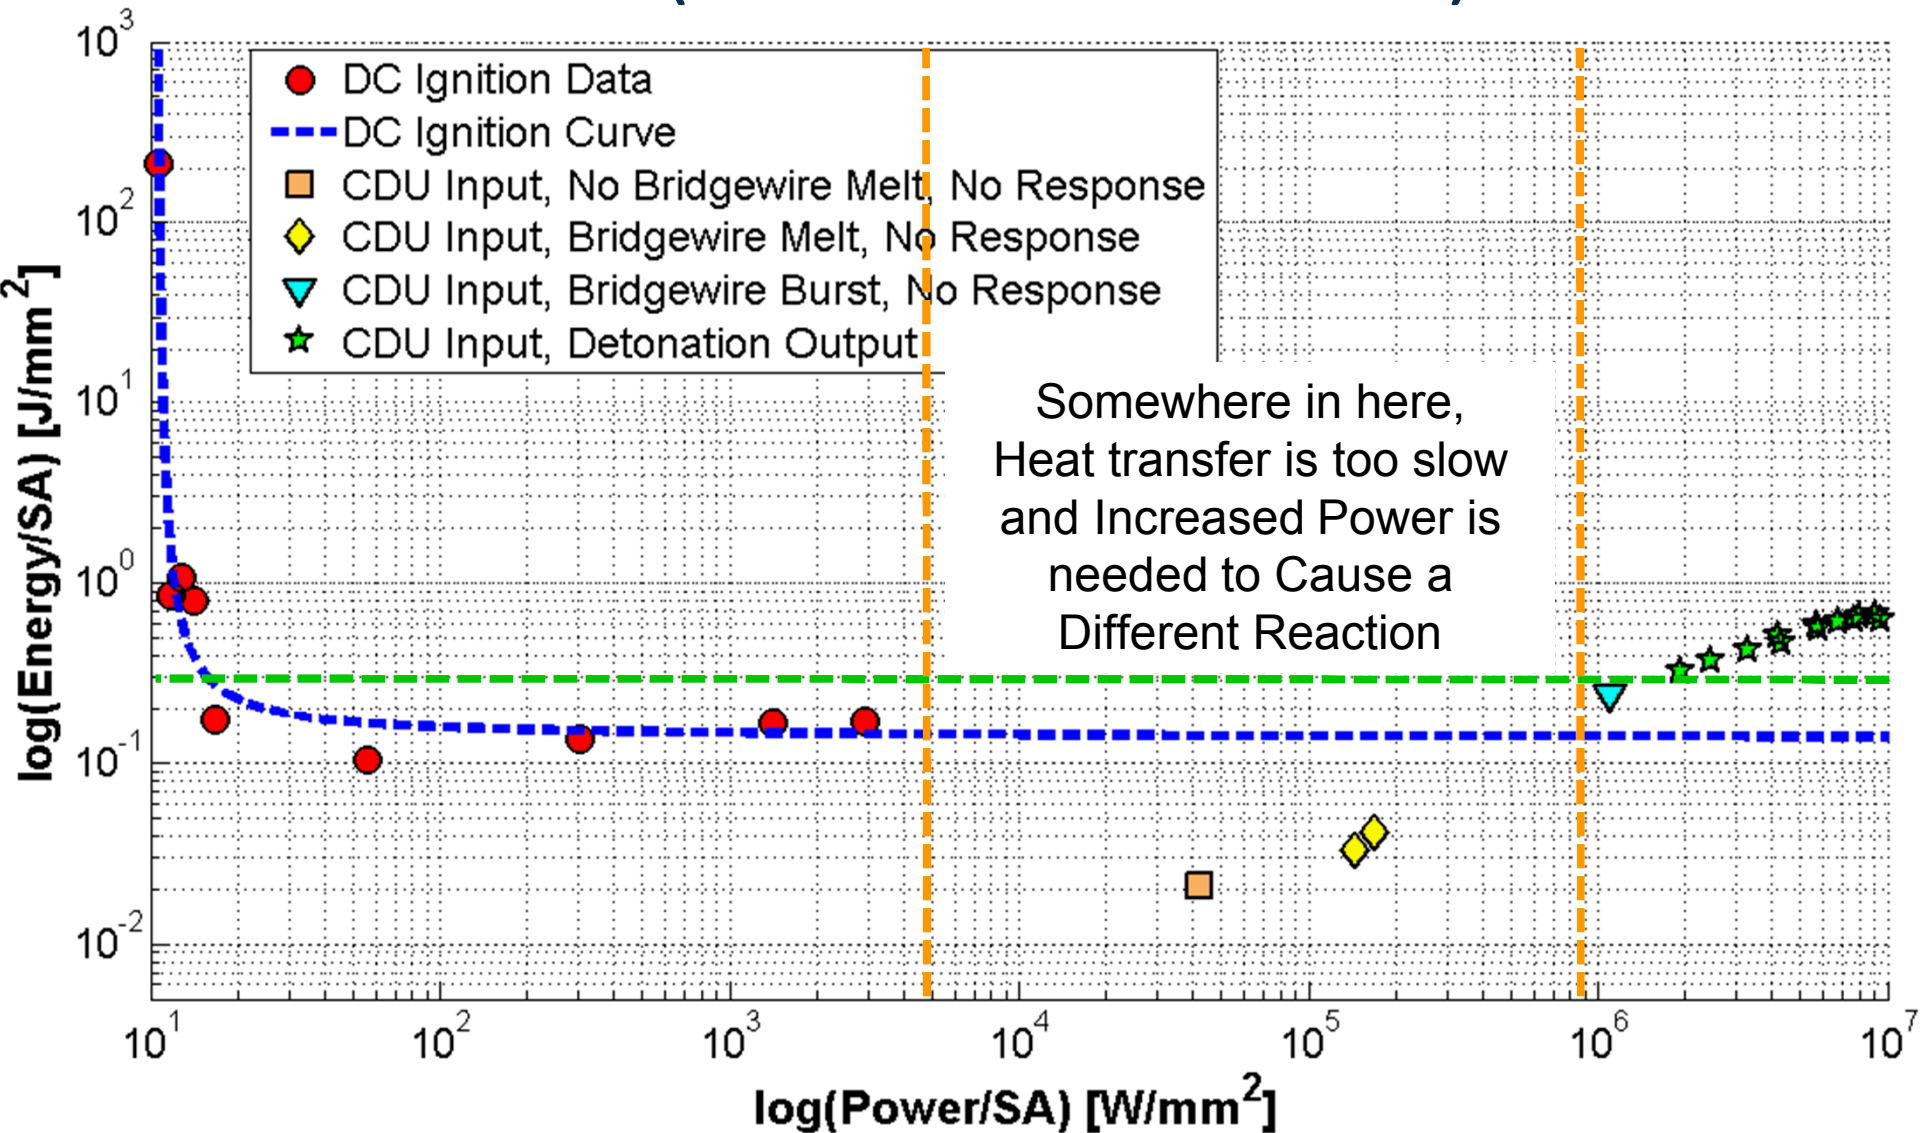 10^3
10^2
10^1
10^0
10^-1
10^-2
log(Energy/SA) [J/mm^2]
DC Ignition Data
DC Ignition Curve
CDU Input, No Bridgewire Melt, No Response
CDU Input, Bridgewire Melt, No Response
CDU Input, Bridgewire Burst, No Response
CDU Input, Detonation Output
Somewhere in here,
Heat transfer is too slow
and Increased Power is
needed to Cause a
Different Reaction
10^1 10^2 10^3 10^4 10^5 10^6 10^7
log(Power/SA) [W/mm^2]